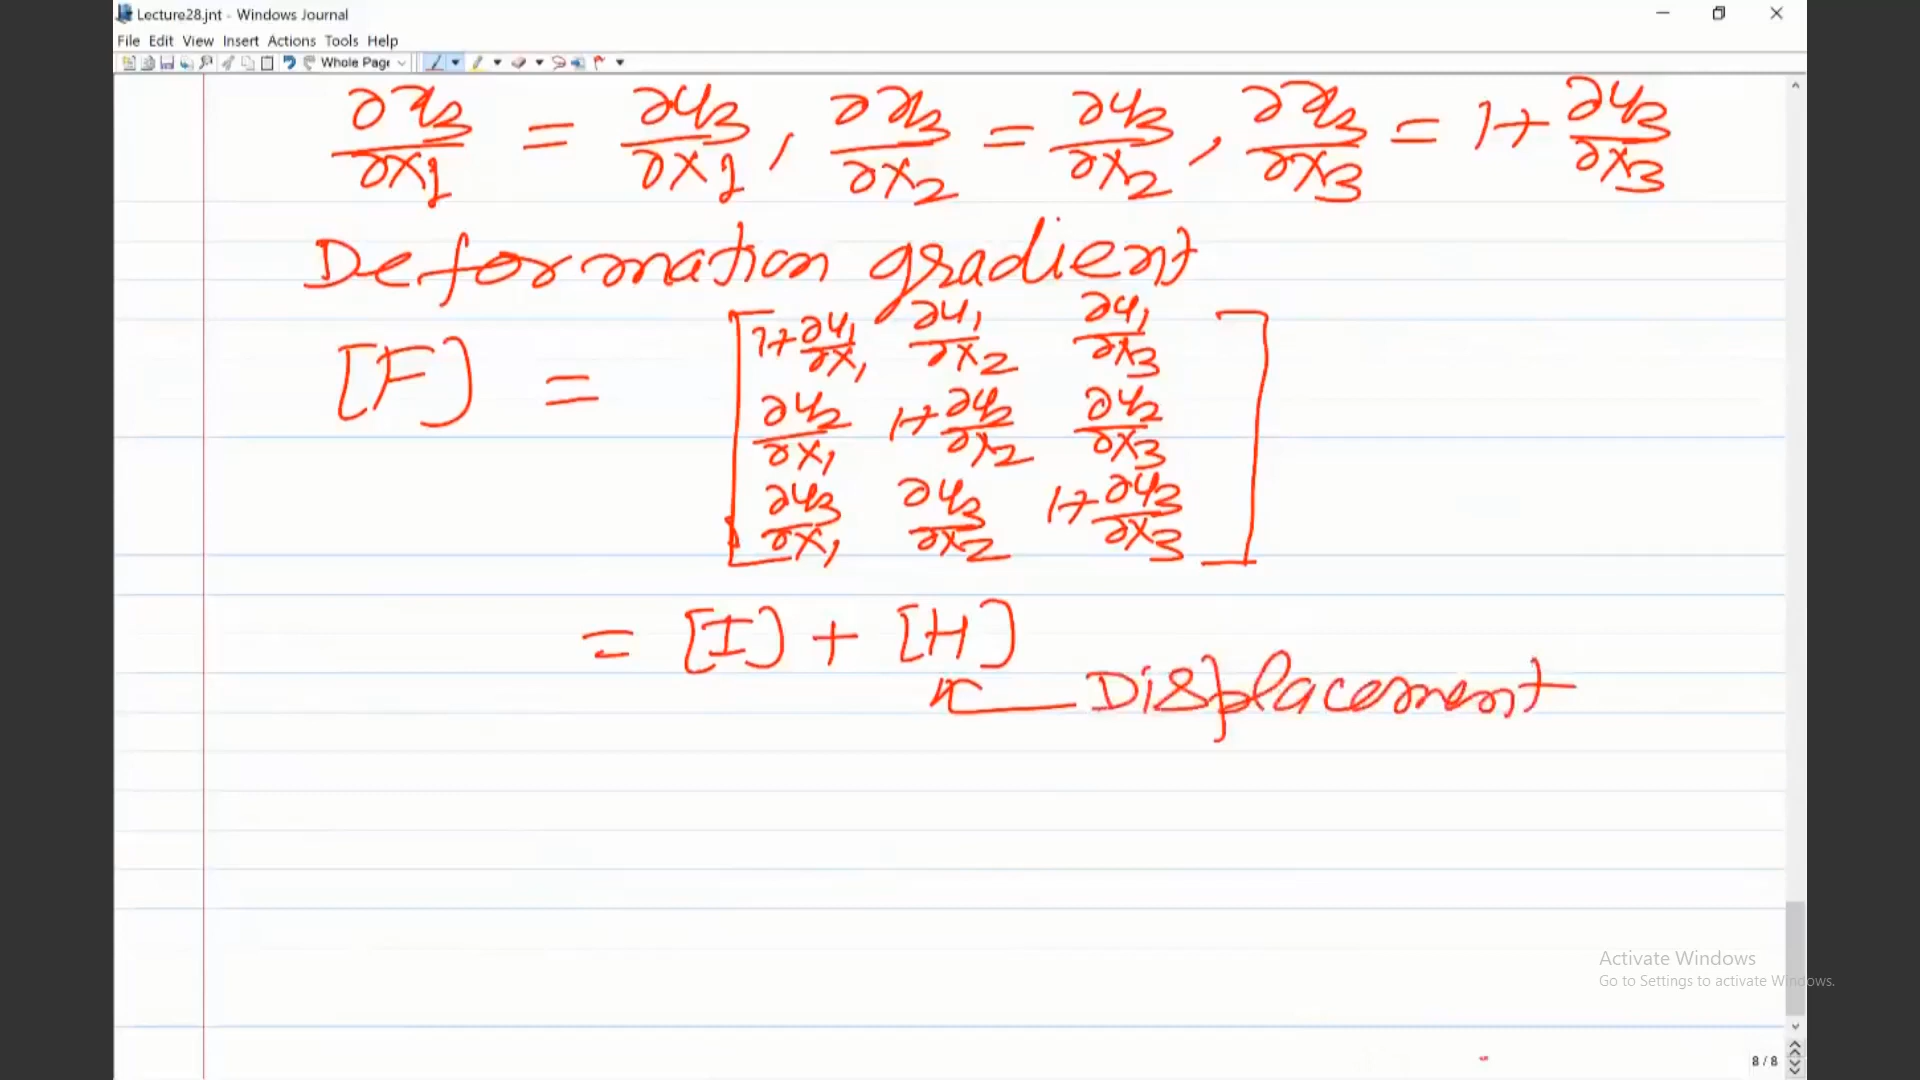 Lecture28.jnt - Windows Journal
File Edit View Insert Actions Tools Help
Whole Page
∂x₃/∂X₁ = ∂u₃/∂X₁ , ∂x₃/∂X₂ = ∂u₃/∂X₂ , ∂x₃/∂X₃ = 1+ ∂u₃/∂X₃
Deformation gradient
[F] = [ 1+∂u₁/∂X₁ ∂u₁/∂X₂ ∂u₁/∂X₃
∂u₂/∂X₁ 1+∂u₂/∂X₂ ∂u₂/∂X₃
∂u₃/∂X₁ ∂u₃/∂X₂ 1+∂u₃/∂X₃ ]
= [I] + [H]
Displacement
Activate Windows
Go to Settings to activate Windows.
8 / 8